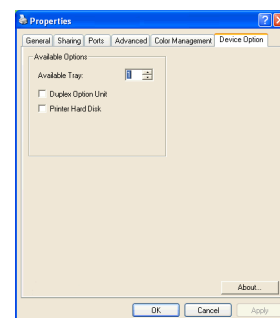 Properties
General Sharing Ports Advanced Color Management Device Option
Available Options
Available Tray: 1
Duplex Option Unit
Printer Hard Disk
About...
OK Cancel Apply